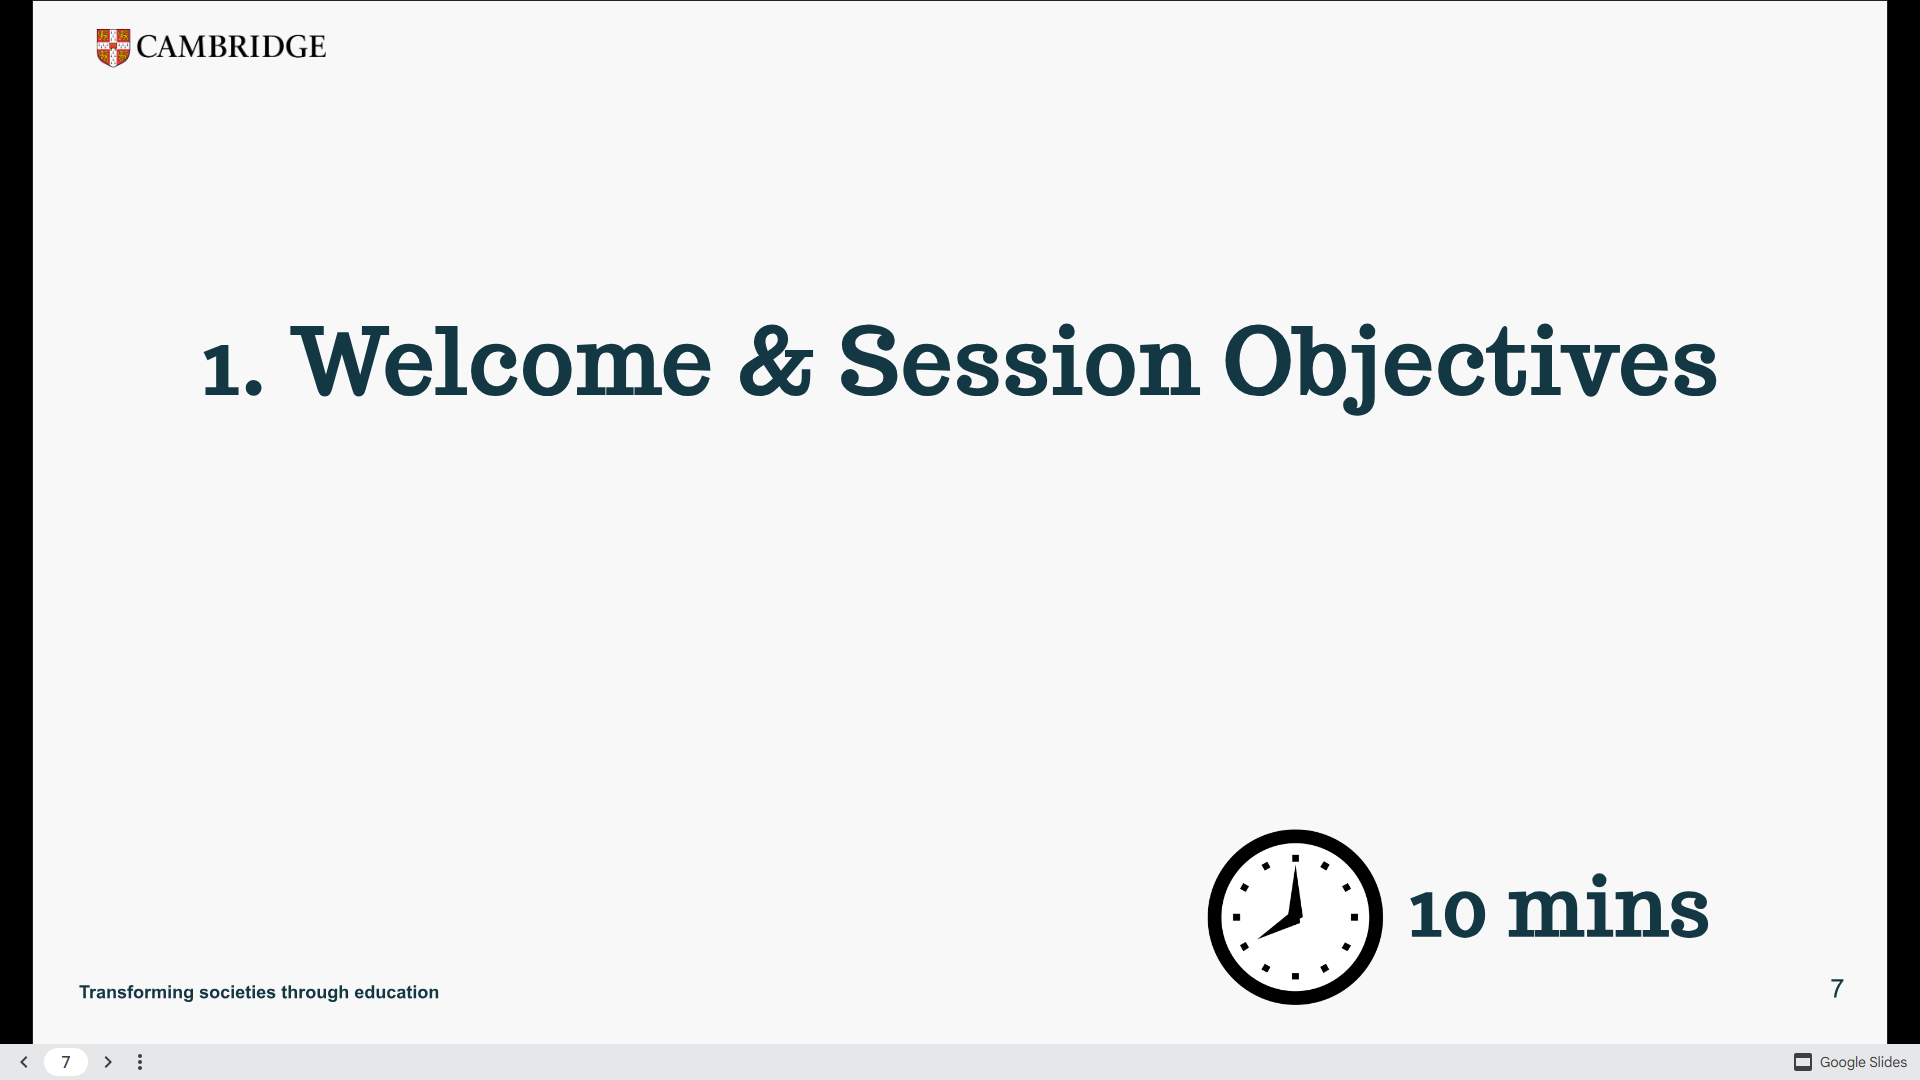 CAMBRIDGE
1. Welcome & Session Objectives
10 mins
Transforming societies through education
7
7
Google Slides